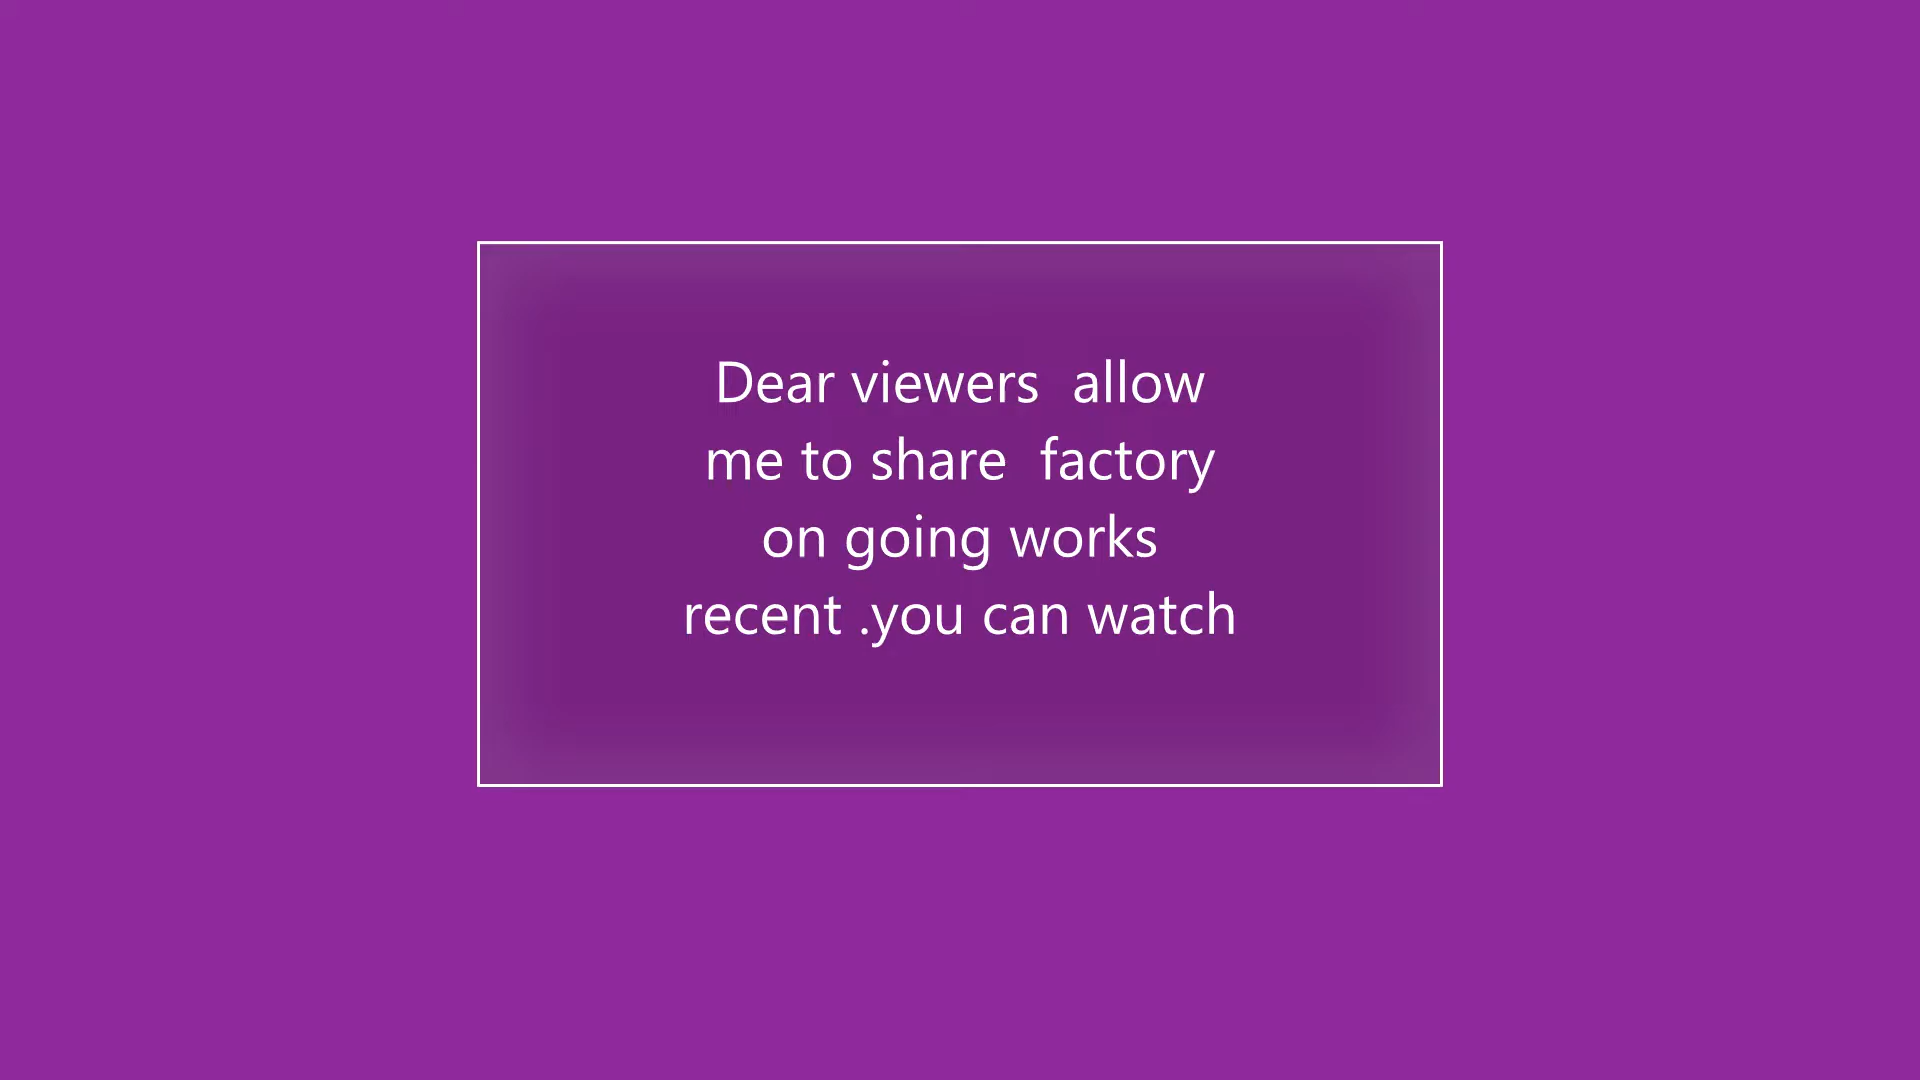 Dear viewers  allow
me to share  factory
on going works
recent .you can watch